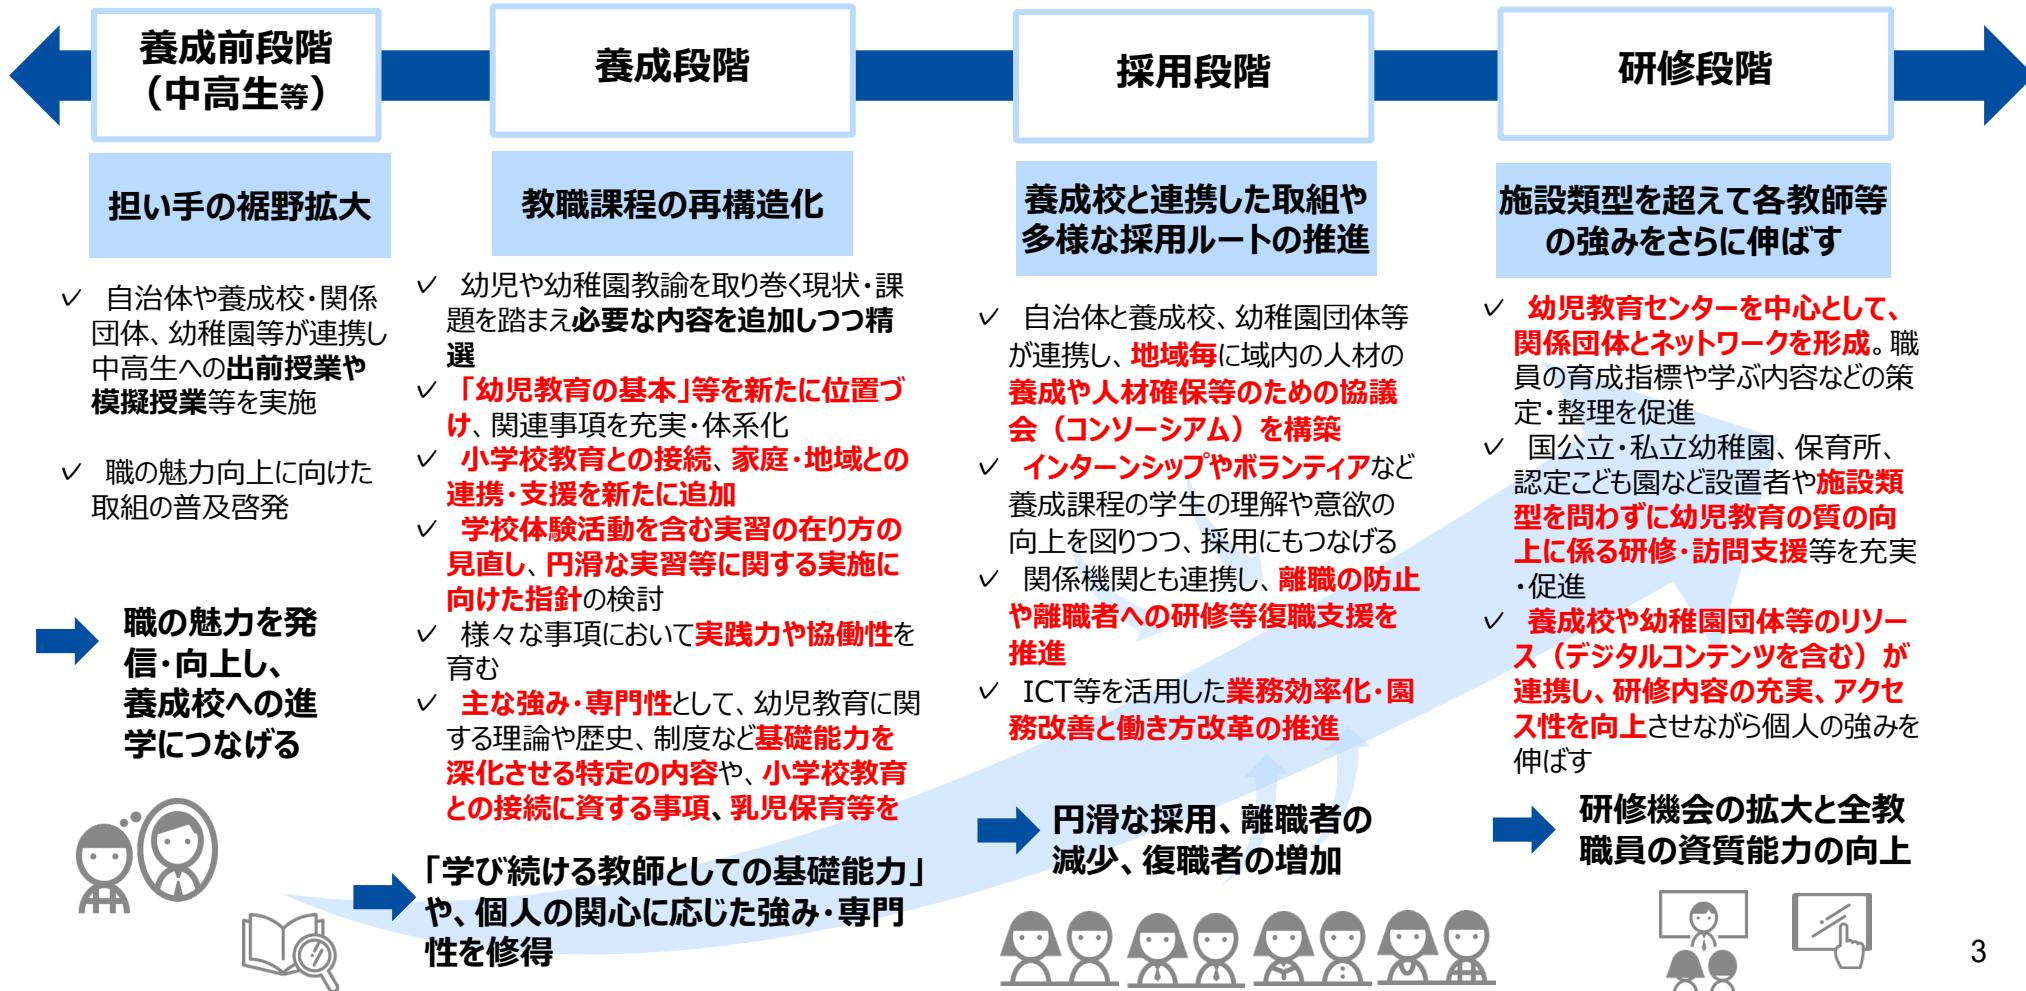 養成前段階
（中高生等）
養成段階
採用段階
研修段階
担い手の裾野拡大
✓ 自治体や養成校・関係
団体、幼稚園等が連携し
中高生への出前授業や
模擬授業等を実施
✓ 職の魅力向上に向けた
取組の普及啓発
職の魅力を発
信・向上し、
養成校への進
学につなげる
教職課程の再構造化
✓ 幼児や幼稚園教諭を取り巻く現状・課
題を踏まえ必要な内容を追加しつつ精
選
✓ 「幼児教育の基本」等を新たに位置づ
け、関連事項を充実・体系化
✓ 小学校教育との接続、家庭・地域との
連携・支援を新たに追加
✓ 学校体験活動を含む実習の在り方の
見直し、円滑な実習等に関する実施に
向けた指針の検討
✓ 様々な事項において実践力や協働性を
育む
✓ 主な強み・専門性として、幼児教育に関
する理論や歴史、制度など基礎能力を
深化させる特定の内容や、小学校教育
との接続に資する事項、乳児保育等を
「学び続ける教師としての基礎能力」
や、個人の関心に応じた強み・専門
性を修得
養成校と連携した取組や
多様な採用ルートの推進
✓ 自治体と養成校、幼稚園団体等
が連携し、地域毎に域内の人材の
養成や人材確保等のための協議
会（コンソーシアム）を構築
✓ インターンシップやボランティアなど
養成課程の学生の理解や意欲の
向上を図りつつ、採用にもつなげる
✓ 関係機関とも連携し、離職の防止
や離職者への研修等復職支援を
推進
✓ ICT等を活用した業務効率化・園
務改善と働き方改革の推進
円滑な採用、離職者の
減少、復職者の増加
施設類型を超えて各教師等
の強みをさらに伸ばす
✓ 幼児教育センターを中心として、
関係団体とネットワークを形成。職
員の育成指標や学ぶ内容などの策
定・整理を促進
✓ 国公立・私立幼稚園、保育所、
認定こども園など設置者や施設類
型を問わずに幼児教育の質の向
上に係る研修・訪問支援等を充実
・促進
✓ 養成校や幼稚園団体等のリソー
ス（デジタルコンテンツを含む）が
連携し、研修内容の充実、アクセ
ス性を向上させながら個人の強みを
伸ばす
研修機会の拡大と全教
職員の資質能力の向上
3